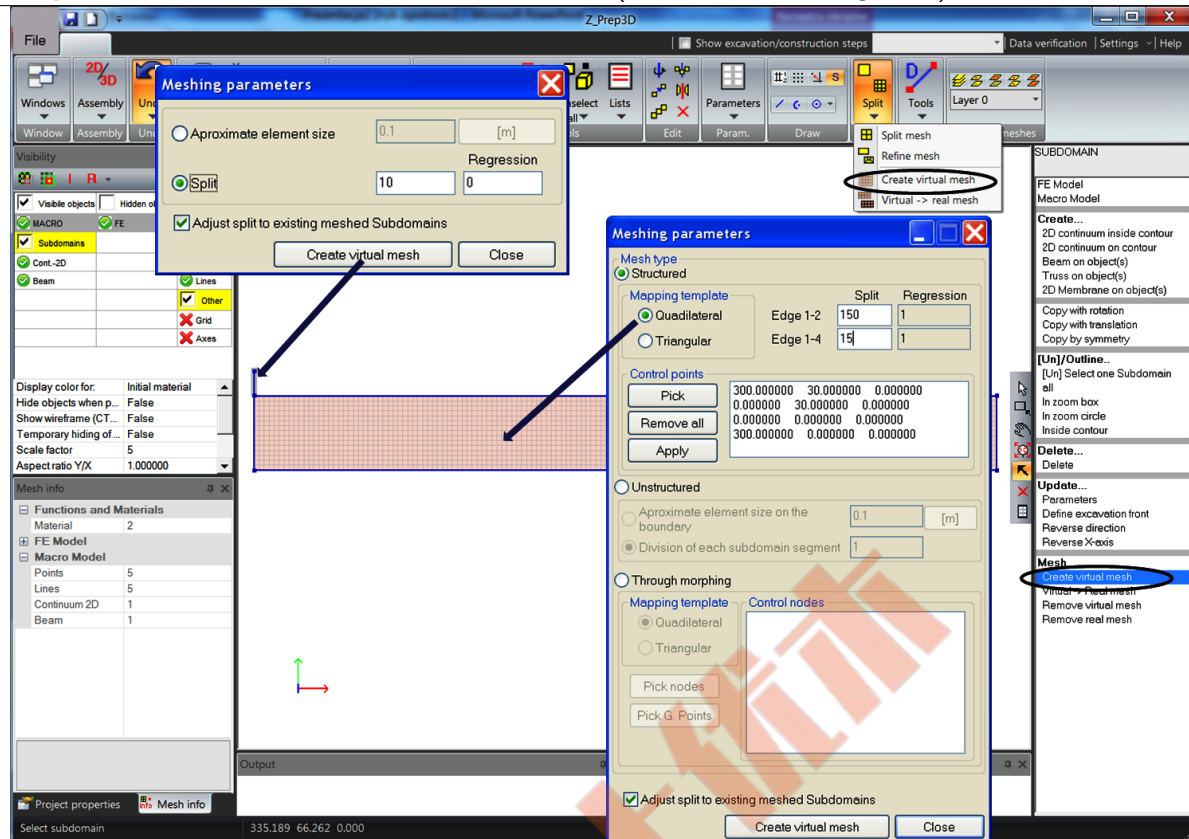 Z_Prep3D
File
Show excavation/construction steps
Data verification | Settings | Help
Windows
Assembly
2D/3D
Lists
Parameters
Split
Tools
Layer 0
Window
Assembly
Edit
Param.
Draw
Split mesh
Refine mesh
Create virtual mesh
Virtual -> real mesh
Meshing parameters
Aproximate element size 0.1 [m]
Regression
Split 10 0
Adjust split to existing meshed Subdomains
Create virtual mesh Close
Visibility
Visible objects
MACRO FE
Subdomains
Cont.-2D
Beam Lines
Other
Grid
Axes
Display color for: Initial material
Hide objects when p... False
Show wireframe (CT... False
Temporary hiding of ... False
Scale factor 5
Aspect ratio Y/X 1.000000
Mesh info
Functions and Materials
Material 2
FE Model
Macro Model
Points 5
Lines 5
Continuum 2D 1
Beam 1
Project properties Mesh info
Select subdomain 335.189 66.262 0.000
Output
Meshing parameters
Mesh type
Structured
Mapping template Split Regression
Quadilateral Edge 1-2 150 1
Triangular Edge 1-4 15 1
Control points
Pick
Remove all
Apply
300.000000 30.000000 0.000000
0.000000 30.000000 0.000000
0.000000 0.000000 0.000000
300.000000 0.000000 0.000000
Unstructured
Aproximate element size on the boundary 0.1 [m]
Division of each subdomain segment 1
Through morphing
Mapping template Control nodes
Quadilateral
Triangular
Pick nodes
Pick G. Points
Adjust split to existing meshed Subdomains
Create virtual mesh Close
SUBDOMAIN
FE Model
Macro Model
Create...
2D continuum inside contour
2D continuum on contour
Beam on object(s)
Truss on object(s)
2D Membrane on object(s)
Copy with rotation
Copy with translation
Copy by symmetry
[Un]/Outline..
[Un] Select one Subdomain
all
In zoom box
In zoom circle
Inside contour
Delete...
Delete
Update...
Parameters
Define excavation front
Reverse direction
Reverse X-axis
Mesh
Create virtual mesh
Virtual -> Real mesh
Remove virtual mesh
Remove real mesh